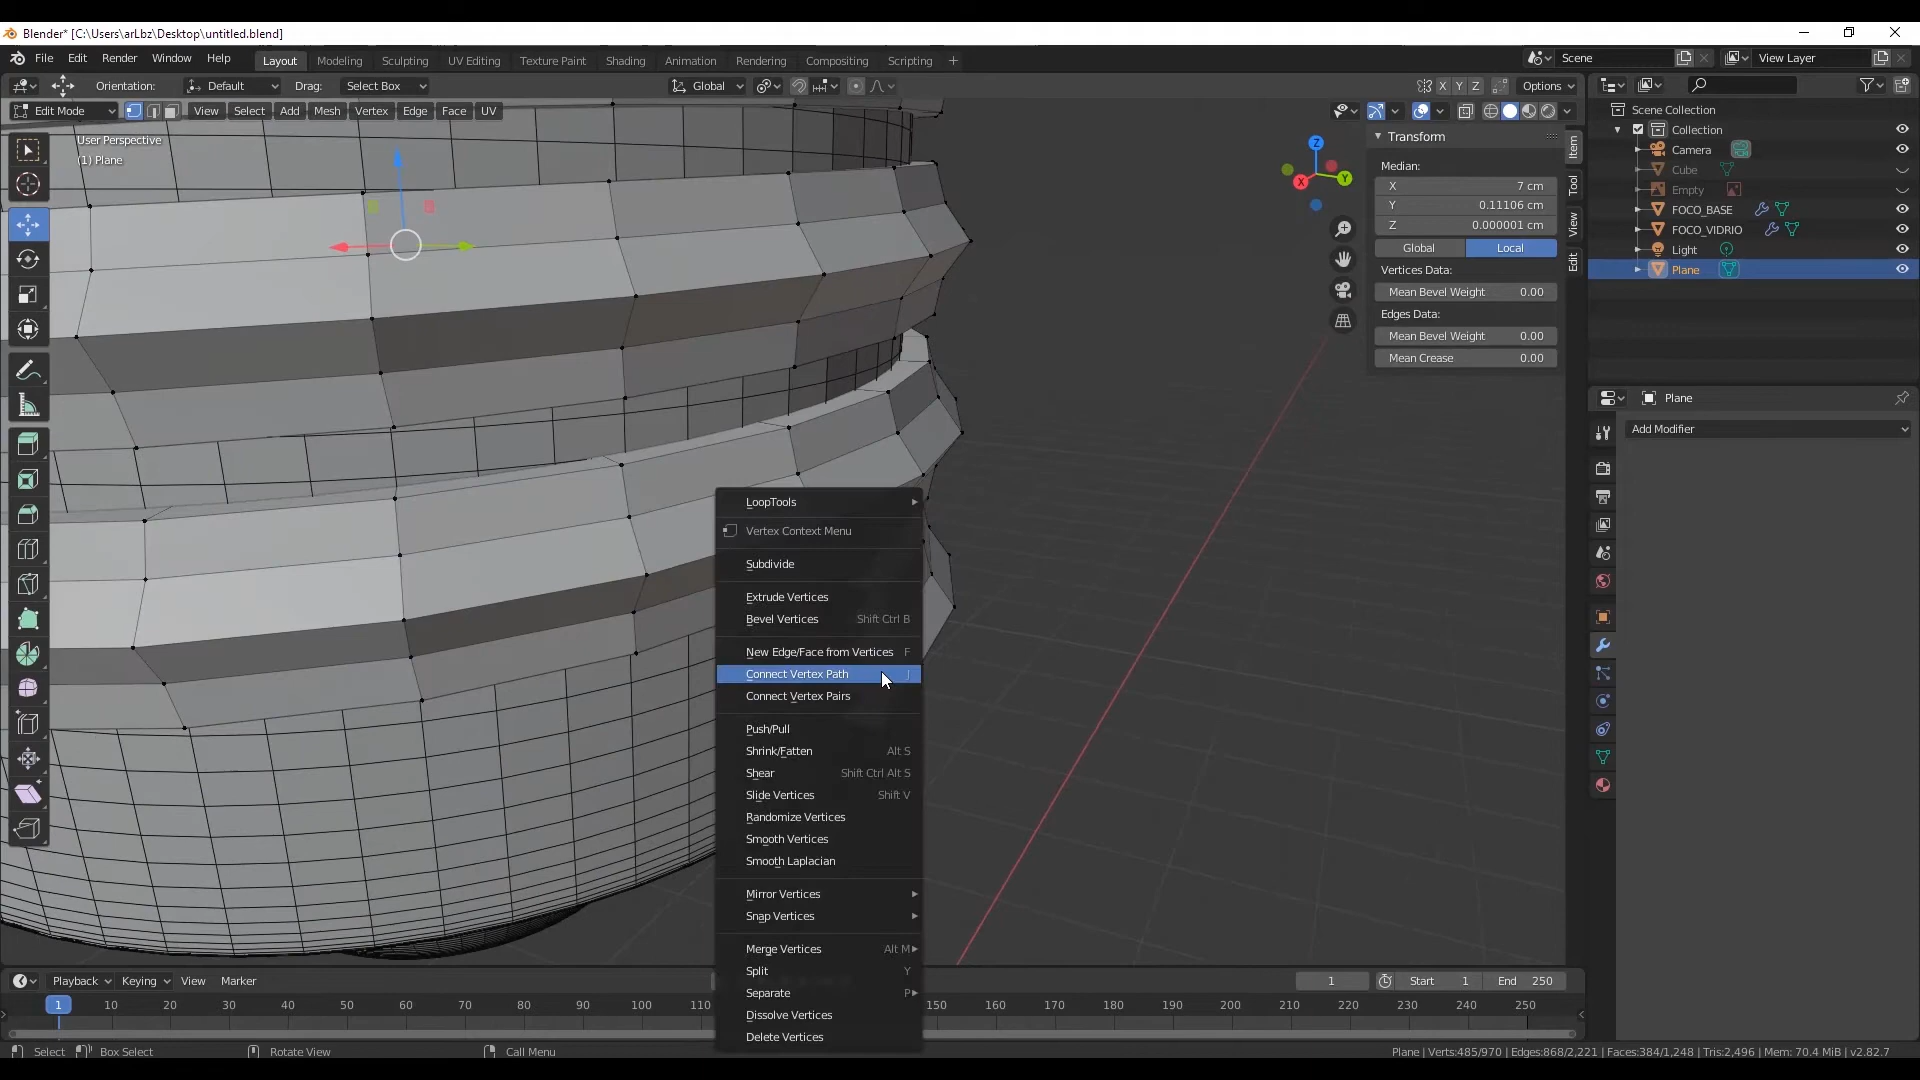 Blender* [C:\Users\arLbz\Desktop\untitled.blend]
File Edit Render Window Help Layout Modeling Sculpting UV Editing Texture Paint Shading Animation Rendering Compositing Scripting + Scene View Layer
Orientation: Default Drag: Select Box Global X Y Z Options
Edit Mode View Select Add Mesh Vertex Edge Face UV
User Perspective
(1) Plane
Z
X
Y
Item
Tool
View
Edit
Transform
Median:
X 7 cm
Y 0.11106 cm
Z 0.000001 cm
Global Local
Vertices Data:
Mean Bevel Weight 0.00
Edges Data:
Mean Bevel Weight 0.00
Mean Crease 0.00
Scene Collection
Collection
Camera
Cube
Empty
FOCO_BASE
FOCO_VIDRIO
Light
Plane
Plane
Add Modifier
LoopTools
Vertex Context Menu
Subdivide
Extrude Vertices
Bevel Vertices Shift Ctrl B
New Edge/Face from Vertices F
Connect Vertex Path J
Connect Vertex Pairs
Push/Pull
Shrink/Fatten Alt S
Shear Shift Ctrl Alt S
Slide Vertices Shift V
Randomize Vertices
Smooth Vertices
Smooth Laplacian
Mirror Vertices
Snap Vertices
Merge Vertices Alt M
Split Y
Separate P
Dissolve Vertices
Delete Vertices
Playback Keying View Marker 1 Start 1 End 250
1 10 20 30 40 50 60 70 80 90 100 110 150 160 170 180 190 200 210 220 230 240 250
Select Box Select Rotate View Call Menu Plane | Verts:485/970 | Edges:868/2,221 | Faces:384/1,248 | Tris:2,496 | Mem: 70.4 MiB | v2.82.7